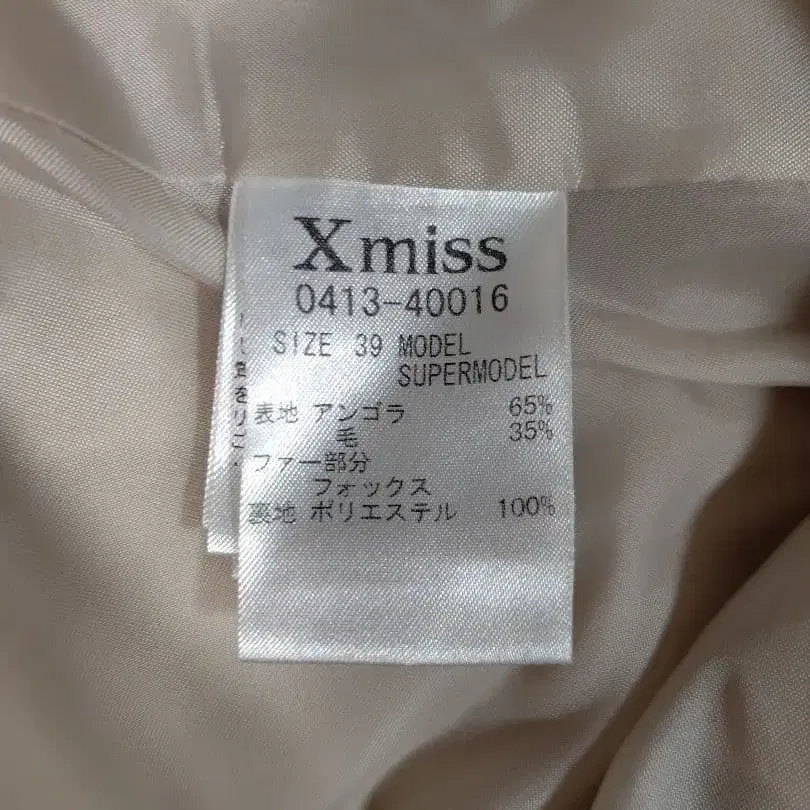 Xmiss
0413-40016
SIZE 39 MODEL
SUPERMODEL
表地 アンゴラ 65%
毛 35%
ファー部分
フォックス
裏地 ポリエステル 100%